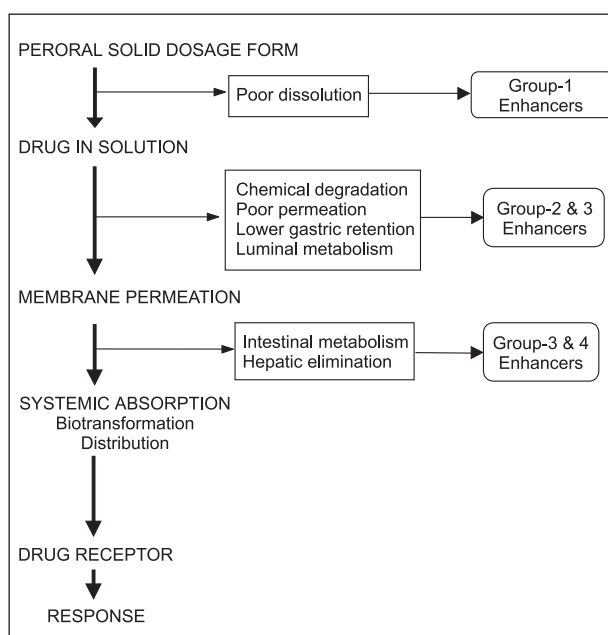 PERORAL SOLID DOSAGE FORM
Poor dissolution
Group-1
Enhancers
DRUG IN SOLUTION
Chemical degradation
Poor permeation
Lower gastric retention
Luminal metabolism
Group-2 & 3
Enhancers
MEMBRANE PERMEATION
Intestinal metabolism
Hepatic elimination
Group-3 & 4
Enhancers
SYSTEMIC ABSORPTION
Biotransformation
Distribution
DRUG RECEPTOR
RESPONSE